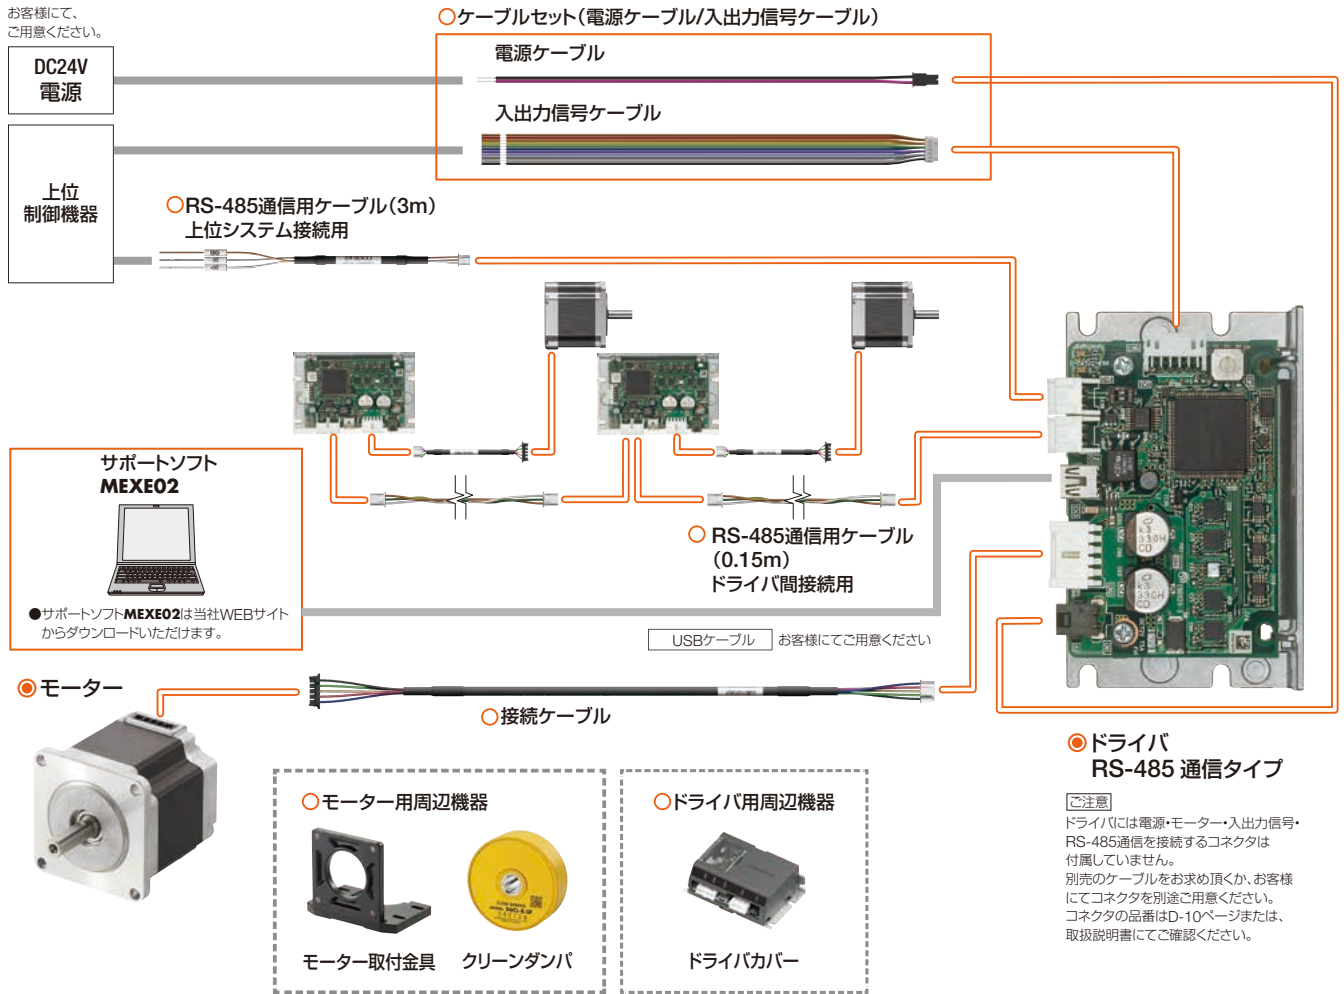 お客様にて、
ご用意ください。
DC24V
電源
上位
制御機器
○ケーブルセット（電源ケーブル/入出力信号ケーブル）
電源ケーブル
入出力信号ケーブル
○RS-485通信用ケーブル（3m）
上位システム接続用
サポートソフト
MEXE02
●サポートソフトMEXE02は当社WEBサイト
からダウンロードいただけます。
○ RS-485通信用ケーブル
（0.15m）
ドライバ間接続用
USBケーブル お客様にてご用意ください
◉モーター
○接続ケーブル
◉ドライバ
RS-485 通信タイプ
ご注意
ドライバには電源・モーター・入出力信号・
RS-485通信を接続するコネクタは
付属していません。
別売のケーブルをお求め頂くか、お客様
にてコネクタを別途ご用意ください。
コネクタの品番はD-10ページまたは、
取扱説明書にてご確認ください。
○モーター用周辺機器
モーター取付金具
クリーンダンパ
○ドライバ用周辺機器
ドライバカバー